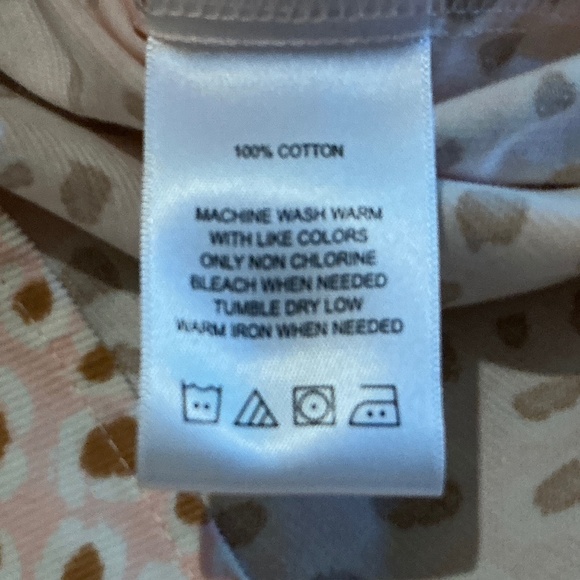 100% COTTON
MACHINE WASH WARM
WITH LIKE COLORS
ONLY NON CHLORINE
BLEACH WHEN NEEDED
TUMBLE DRY LOW
WARM IRON WHEN NEEDED